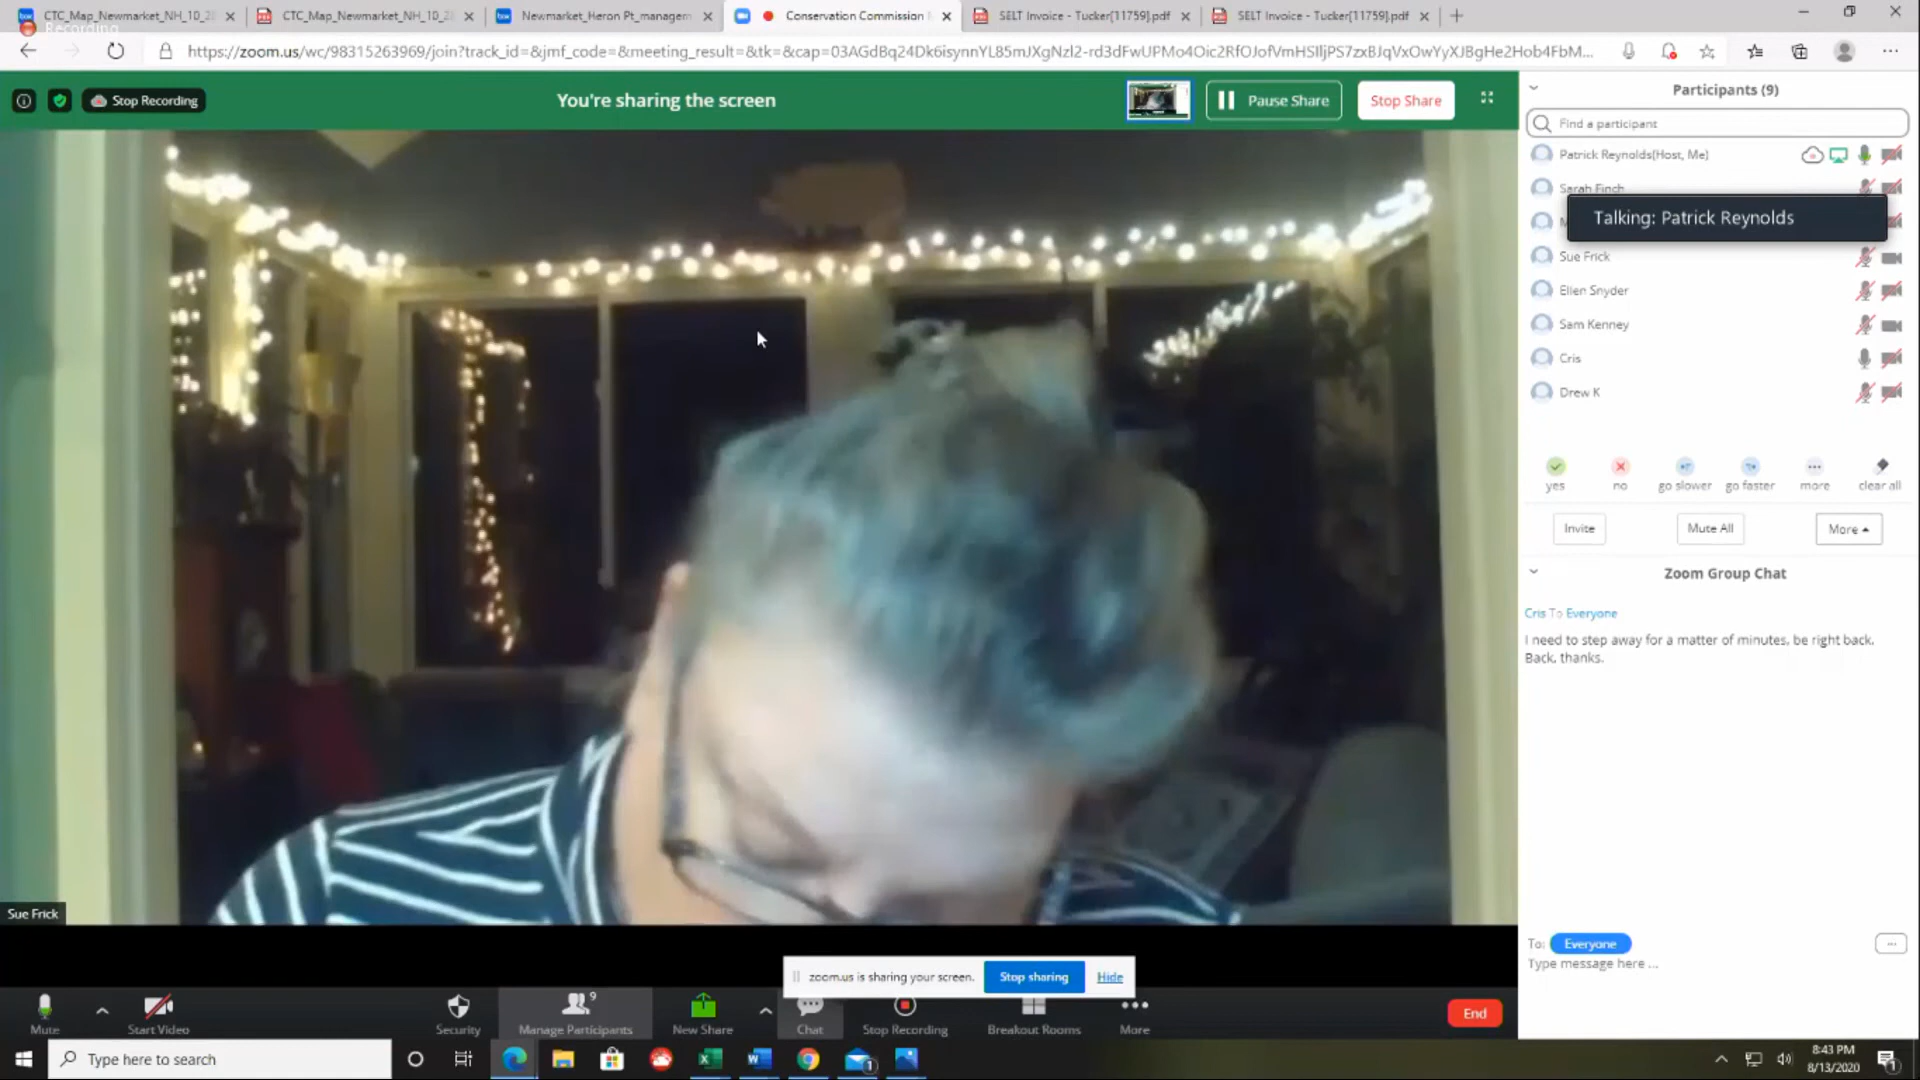 CTC_Map_Newmarket_NH_10_2
CTC_Map_Newmarket_NH_10_2
Newmarket_Heron Pt_managem
Conservation Commission
SELT Invoice - Tucker[11759].pdf
SELT Invoice - Tucker[11759].pdf
Recording
Stop Recording
You're sharing the screen
Pause Share
Stop Share
Participants (9)
Find a participant
Patrick Reynolds(Host, Me)
Sarah Finch
Talking: Patrick Reynolds
Sue Frick
Ellen Snyder
Sam Kenney
Cris
Drew K
yes
no
go slower
go faster
more
clear all
Invite
Mute All
More
Zoom Group Chat
Cris To Everyone
I need to step away for a matter of minutes, be right back.
Back, thanks.
Sue Frick
To: Everyone
Type message here ...
zoom.us is sharing your screen.
Stop sharing
Hide
Mute
Start Video
Security
9
Manage Participants
New Share
Chat
Stop Recording
Breakout Rooms
More
End
Type here to search
8:43 PM
8/13/2020